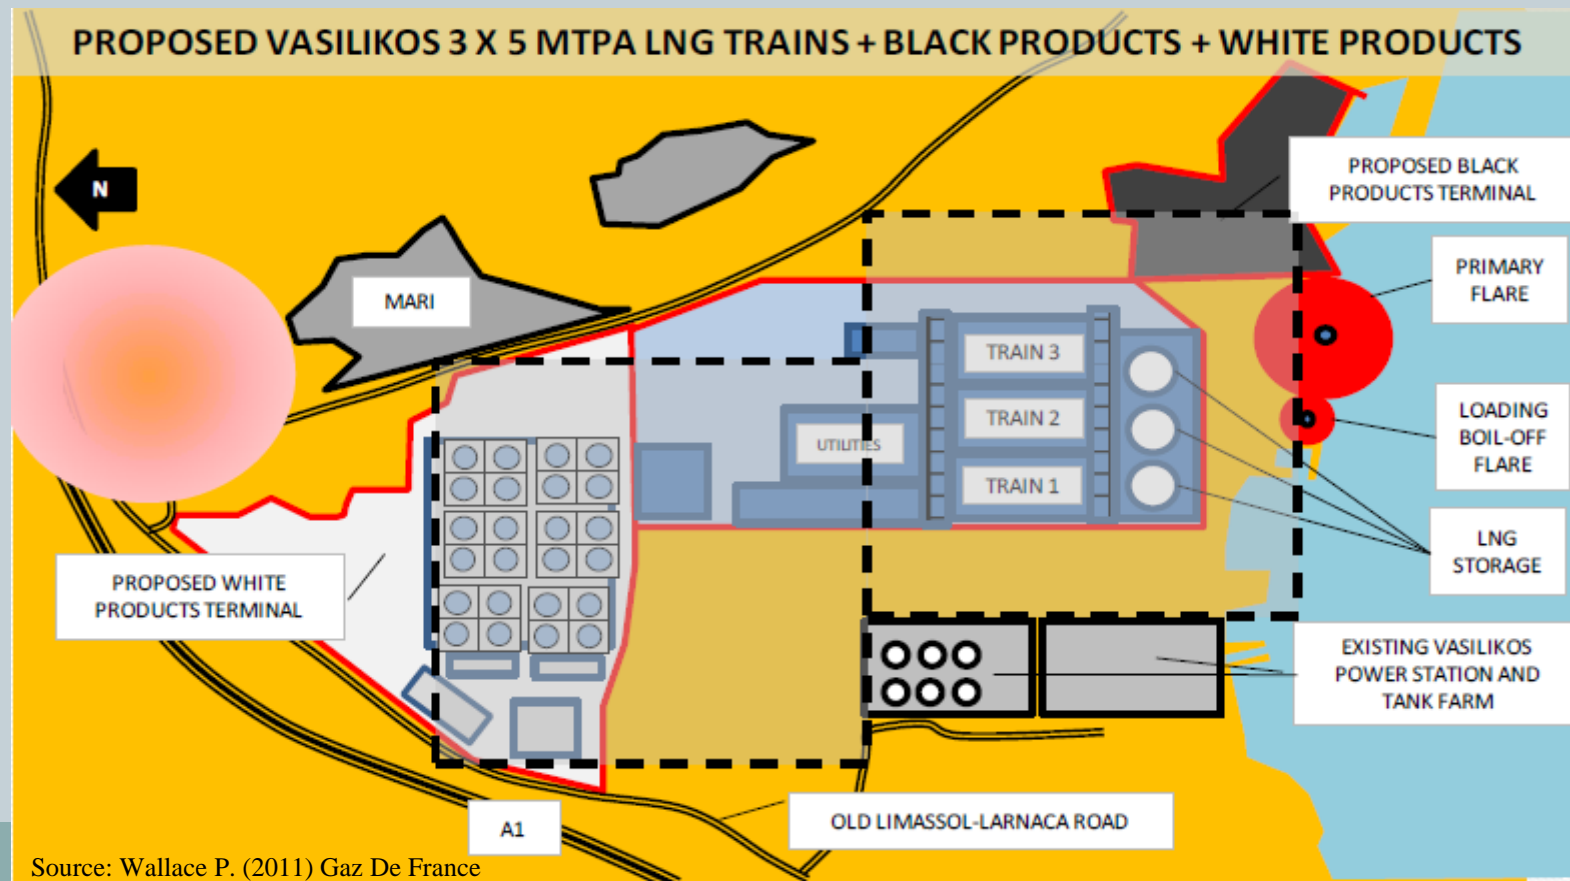 PROPOSED VASILIKOS 3 X 5 MTPA LNG TRAINS + BLACK PRODUCTS + WHITE PRODUCTS
N
PROPOSED BLACK
PRODUCTS TERMINAL
MARI
PRIMARY
FLARE
TRAIN 3
TRAIN 2
UTILITIES
TRAIN 1
LOADING
BOIL-OFF
FLARE
LNG
STORAGE
PROPOSED WHITE
PRODUCTS TERMINAL
EXISTING VASILIKOS
POWER STATION AND
TANK FARM
A1
OLD LIMASSOL-LARNACA ROAD
Source: Wallace P. (2011) Gaz De France